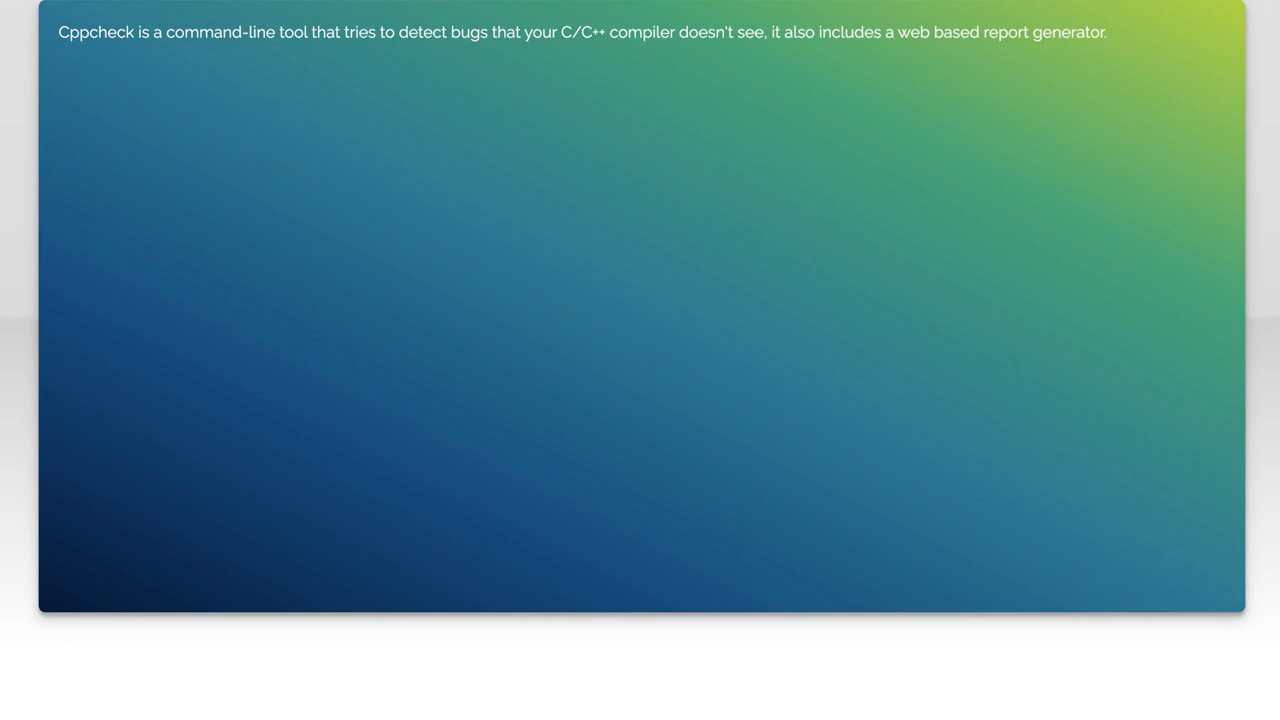 Cppcheck is a command-line tool that tries to detect bugs that your C/C++ compiler doesn't see, it also includes a web based report generator.